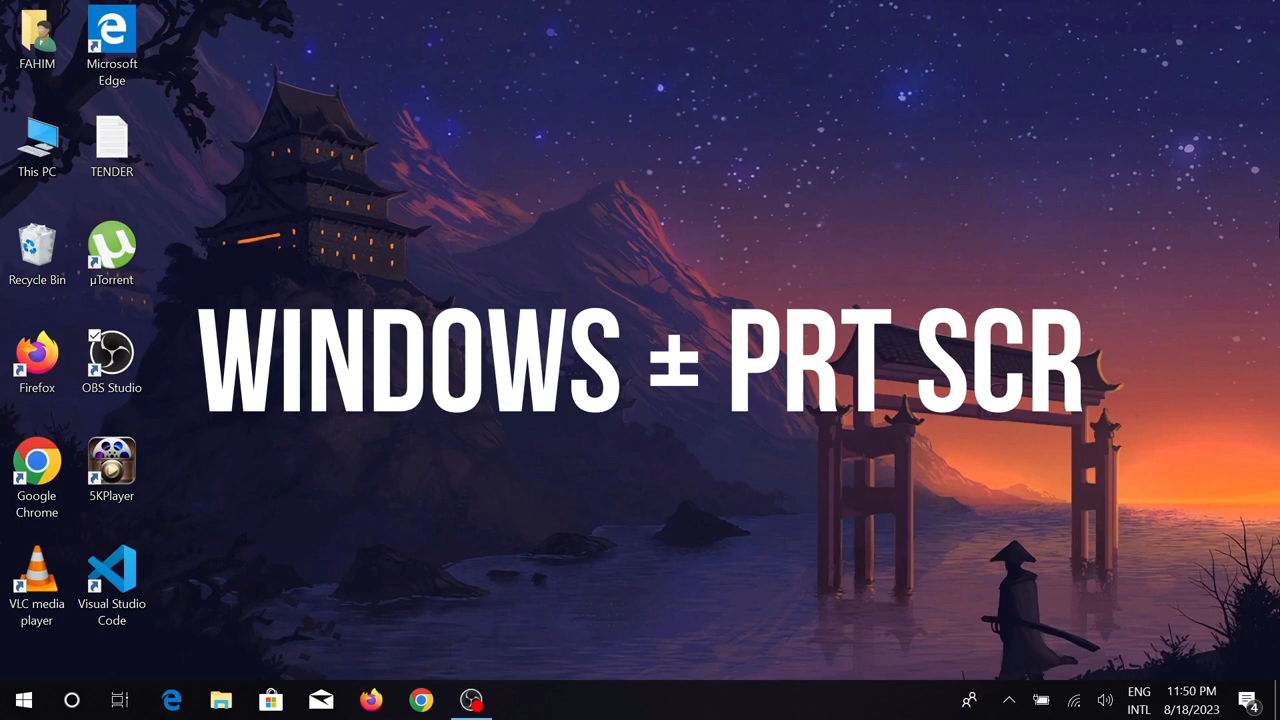 FAHIM
Microsoft
Edge
This PC
TENDER
Recycle Bin
µTorrent
Firefox
OBS Studio
Google
Chrome
5KPlayer
VLC media
player
Visual Studio
Code
WINDOWS ± PRT SCR
ENG
INTL
11:50 PM
8/18/2023
4